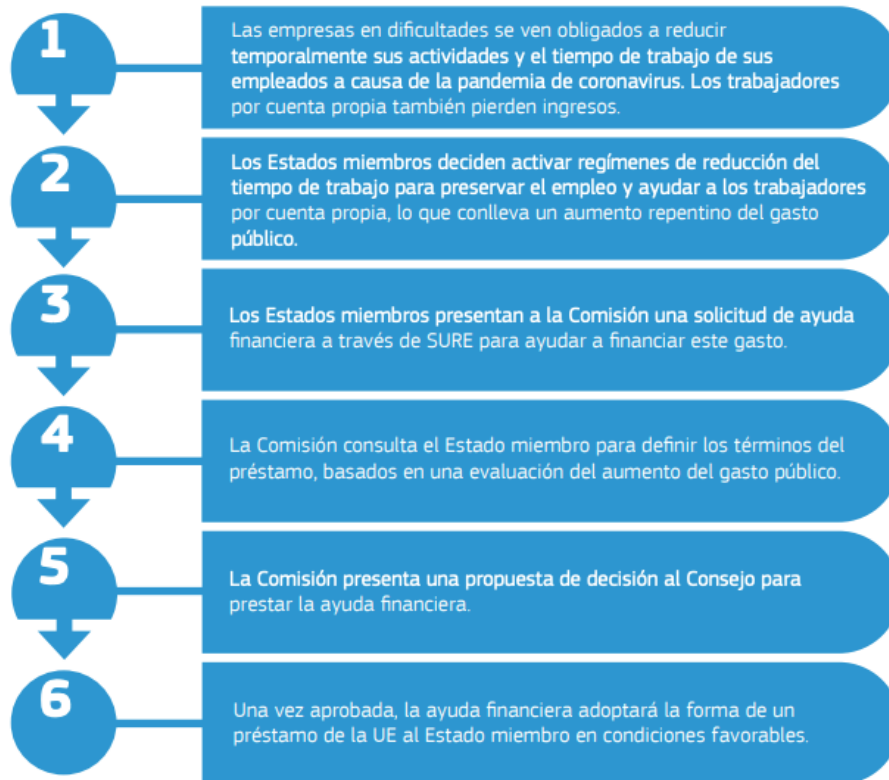 1
Las empresas en dificultades se ven obligados a reducir
temporalmente sus actividades y el tiempo de trabajo de sus
empleados a causa de la pandemia de coronavirus. Los trabajadores
por cuenta propia también pierden ingresos.
2
Los Estados miembros deciden activar regímenes de reducción del
tiempo de trabajo para preservar el empleo y ayudar a los trabajadores
por cuenta propia, lo que conlleva un aumento repentino del gasto
público.
3
Los Estados miembros presentan a la Comisión una solicitud de ayuda
financiera a través de SURE para ayudar a financiar este gasto.
4
La Comisión consulta el Estado miembro para definir los términos del
préstamo, basados en una evaluación del aumento del gasto público.
5
La Comisión presenta una propuesta de decisión al Consejo para
prestar la ayuda financiera.
6
Una vez aprobada, la ayuda financiera adoptará la forma de un
préstamo de la UE al Estado miembro en condiciones favorables.